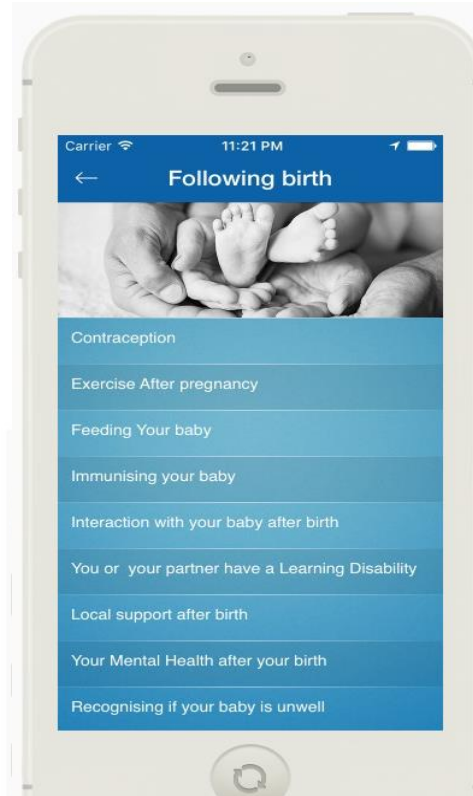 Carrier 11:21 PM
Following birth
Contraception
Exercise After pregnancy
Feeding Your baby
Immunising your baby
Interaction with your baby after birth
You or your partner have a Learning Disability
Local support after birth
Your Mental Health after your birth
Recognising if your baby is unwell